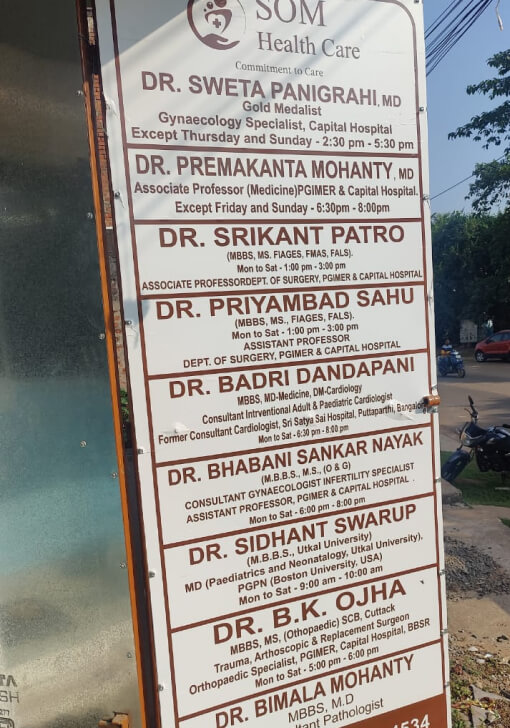 SOM
Health Care
Commitment to Care
DR. SWETA PANIGRAHI, MD
Gold Medalist
Gynaecology Specialist, Capital Hospital
Except Thursday and Sunday - 2:30 pm - 5:30 pm
DR. PREMAKANTA MOHANTY, MD
Associate Professor (Medicine)PGIMER & Capital Hospital.
Except Friday and Sunday - 6:30pm - 8:00pm
DR. SRIKANT PATRO
(MBBS, MS. FIAGES, FMAS, FALS).
Mon to Sat - 1:00 pm - 3:00 pm
ASSOCIATE PROFESSORDEPT. OF SURGERY, PGIMER & CAPITAL HOSPITAL
DR. PRIYAMBAD SAHU
(MBBS, MS., FIAGES, FALS).
Mon to Sat - 1:00 pm - 3:00 pm
ASSISTANT PROFESSOR
DEPT. OF SURGERY, PGIMER & CAPITAL HOSPITAL
DR. BADRI DANDAPANI
MBBS, MD-Medicine, DM-Cardiology
Consultant Intrventional Adult & Paediatric Cardiologist
Former Consultant Cardiologist, Sri Satya Sai Hospital, Puttaparthi, Bangalo
Mon to Sat - 6:30 pm - 8:00 pm
DR. BHABANI SANKAR NAYAK
(M.B.B.S., M.S., (O & G)
CONSULTANT GYNAECOLOGIST INFERTILITY SPECIALIST
ASSISTANT PROFESSOR, PGIMER & CAPITAL HOSPITAL .
Mon to Sat - 6:00 pm - 8:00 pm
DR. SIDHANT SWARUP
(M.B.B.S., Utkal University)
MD (Paediatrics and Neonatalogy, Utkal University).
PGPN (Boston University, USA)
Mon to Sat - 9:00 am - 10:00 am
DR. B.K. OJHA
MBBS, MS, (Othopaedic) SCB, Cuttack
Trauma, Arthoscopic & Replacement Surgeon
Orthopaedic Specialist, PGIMER, Capital Hospital, BBSR
Mon to Sat - 5:00 pm - 6:00 pm
DR. BIMALA MOHANTY
MBBS, M.D
tant Pathologist
4534